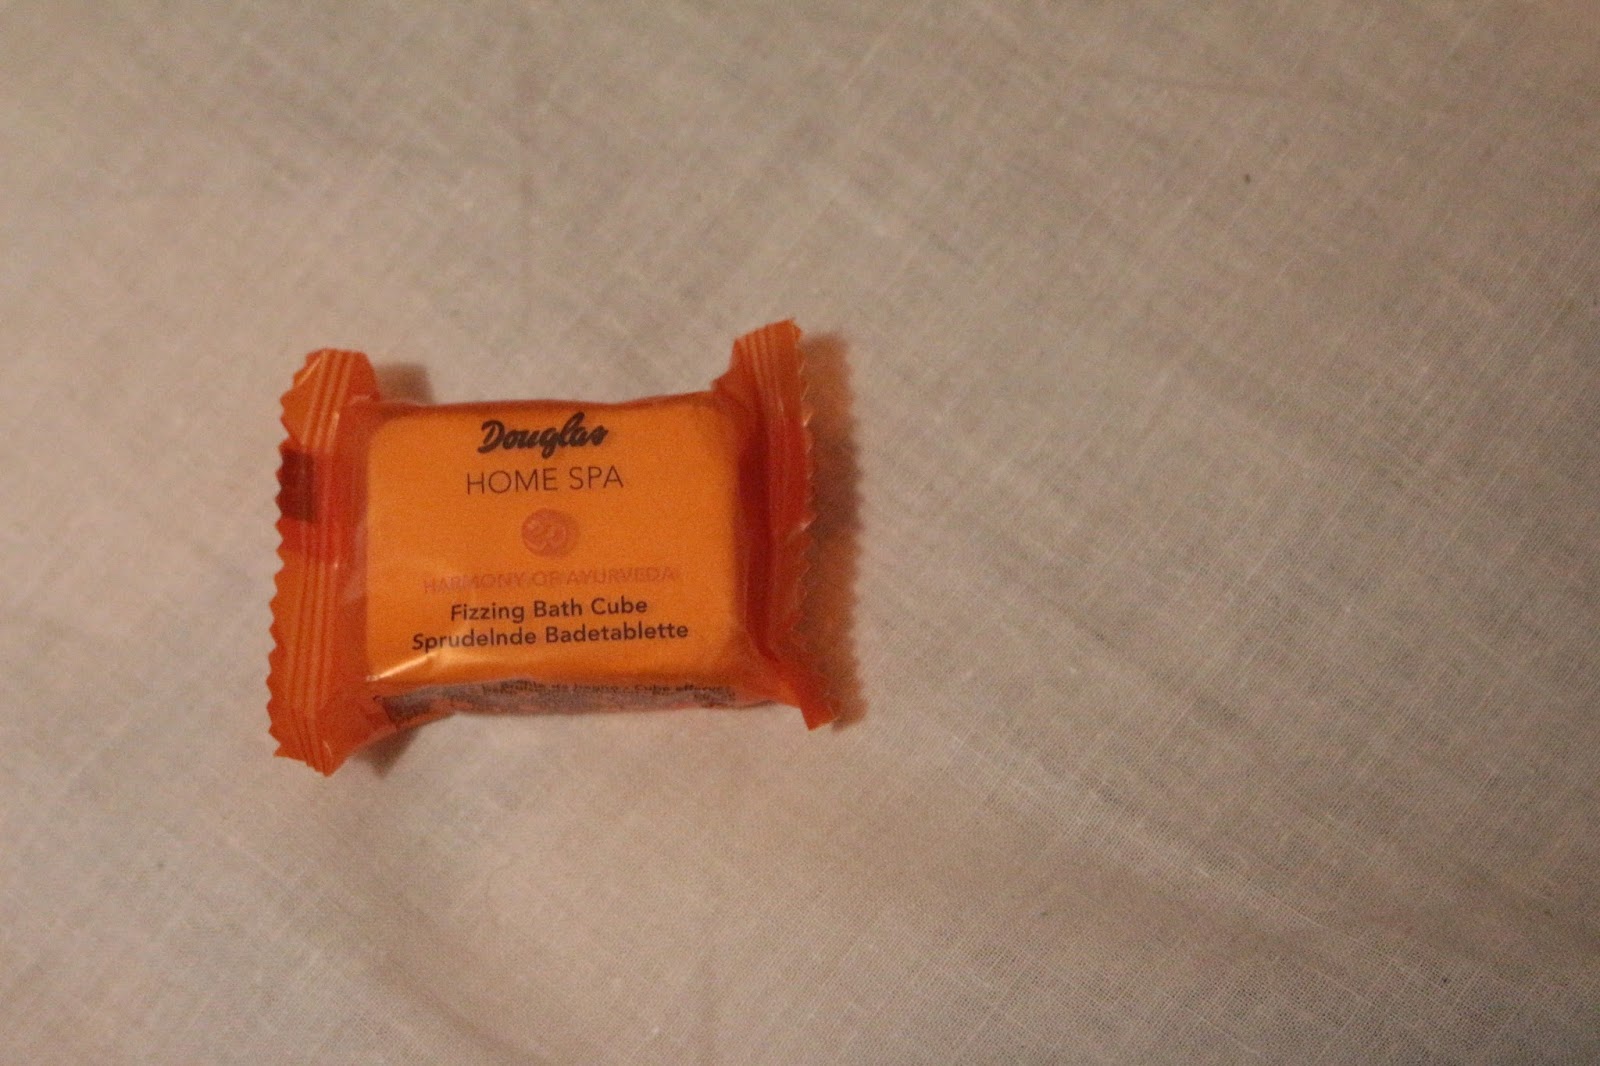 Douglas
HOME SPA
HARMONY OF AYURVEDA
Fizzing Bath Cube
Sprudelnde Badetablette